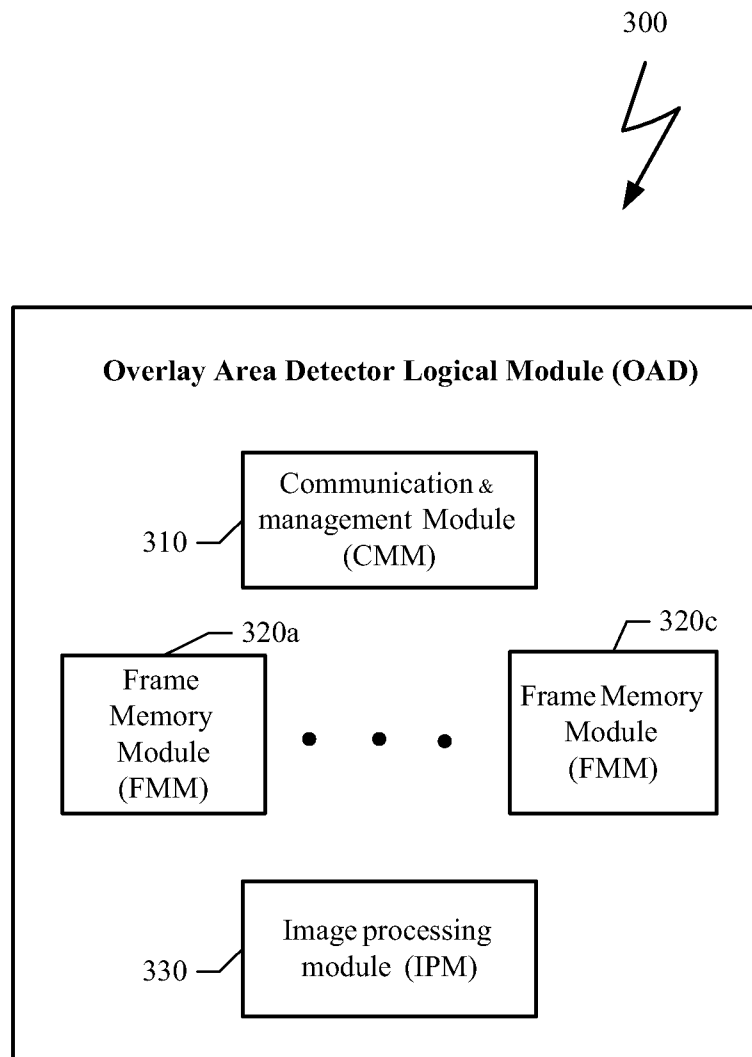 300
Overlay Area Detector Logical Module (OAD)
Communication &
management Module
(CMM)
310
320a
320c
Frame
Memory
Module
(FMM)
Frame Memory
Module
(FMM)
Image processing
module (IPM)
330